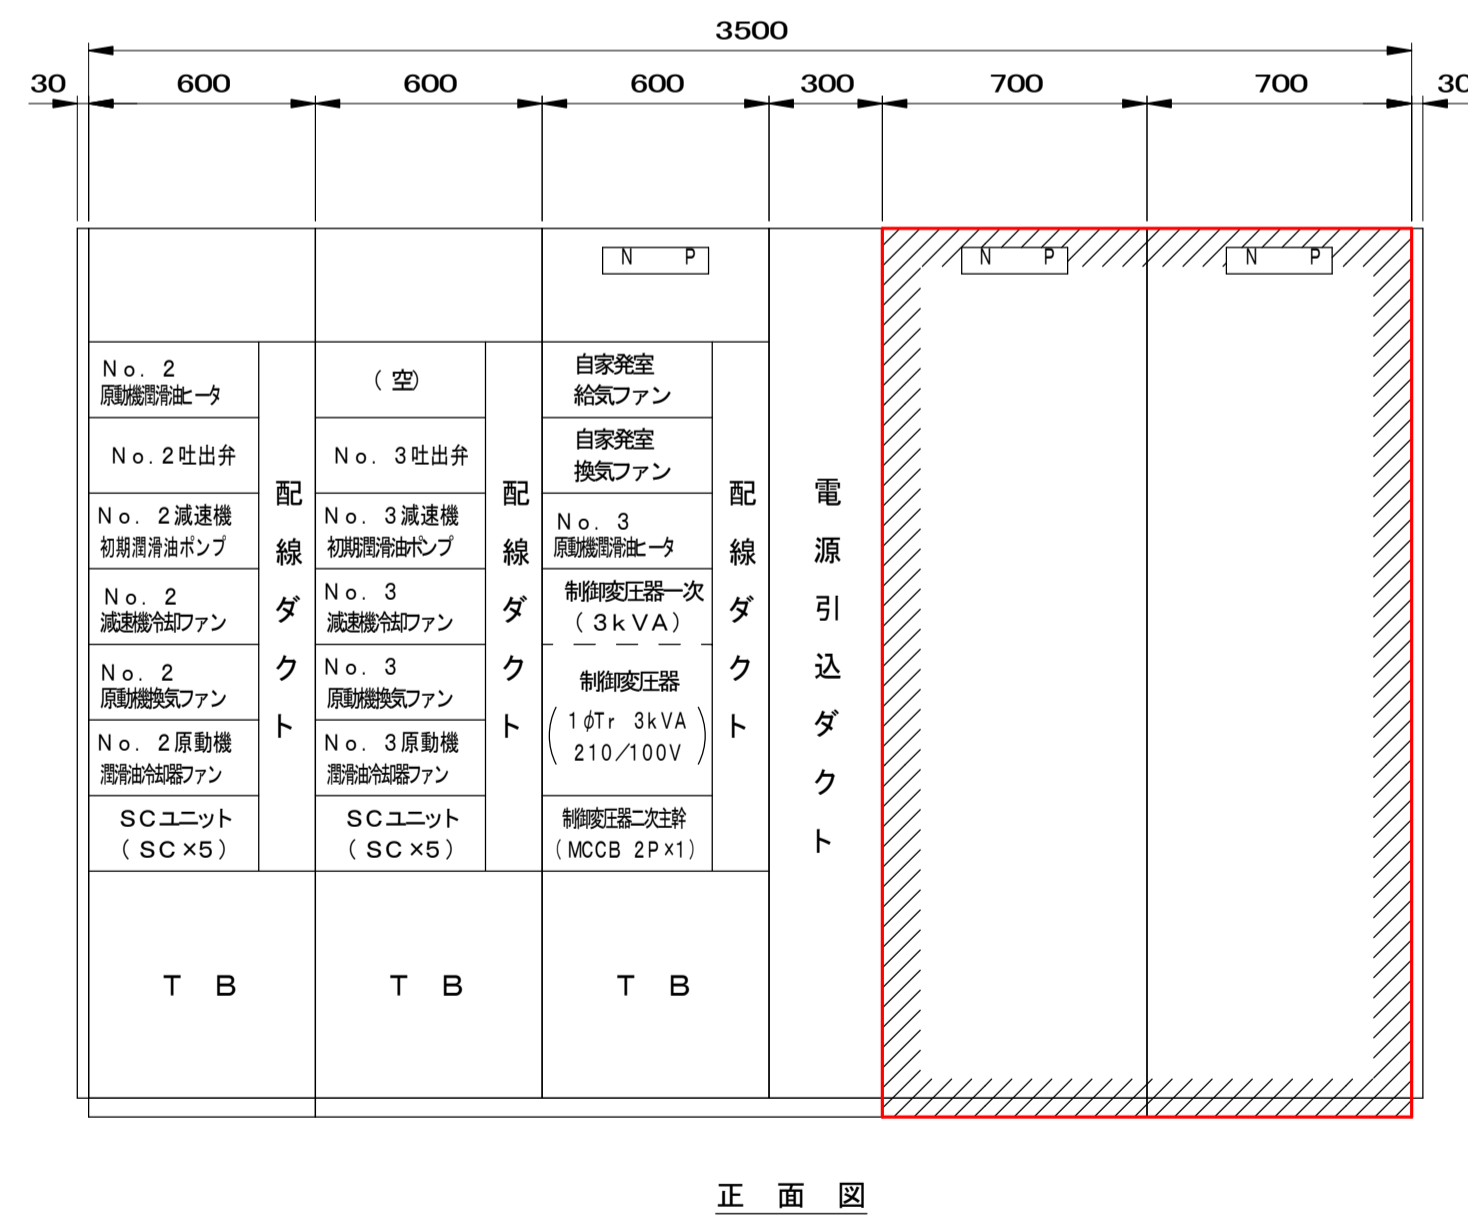 3500
30 600 600 600 300 700 700 30
N P
N P
N P
No. 2
原動機潤滑油ヒータ
No. 2吐出弁
No. 2減速機
初期潤滑油ポンプ
No. 2
減速機冷却ファン
No. 2
原動機換気ファン
No. 2原動機
潤滑油冷却器ファン
SCユニット
(SC×5)
配線ダクト
TB
(空)
No. 3吐出弁
No. 3減速機
初期潤滑油ポンプ
No. 3
減速機冷却ファン
No. 3
原動機換気ファン
No. 3原動機
潤滑油冷却器ファン
SCユニット
(SC×5)
配線ダクト
TB
自家発室
給気ファン
自家発室
換気ファン
No. 3
原動機潤滑油ヒータ
制御変圧器一次
(3kVA)
制御変圧器
(1φTr 3kVA
210/100V)
制御変圧器二次主幹
(MCCB 2P×1)
配線ダクト
TB
電源引込ダクト
正面図